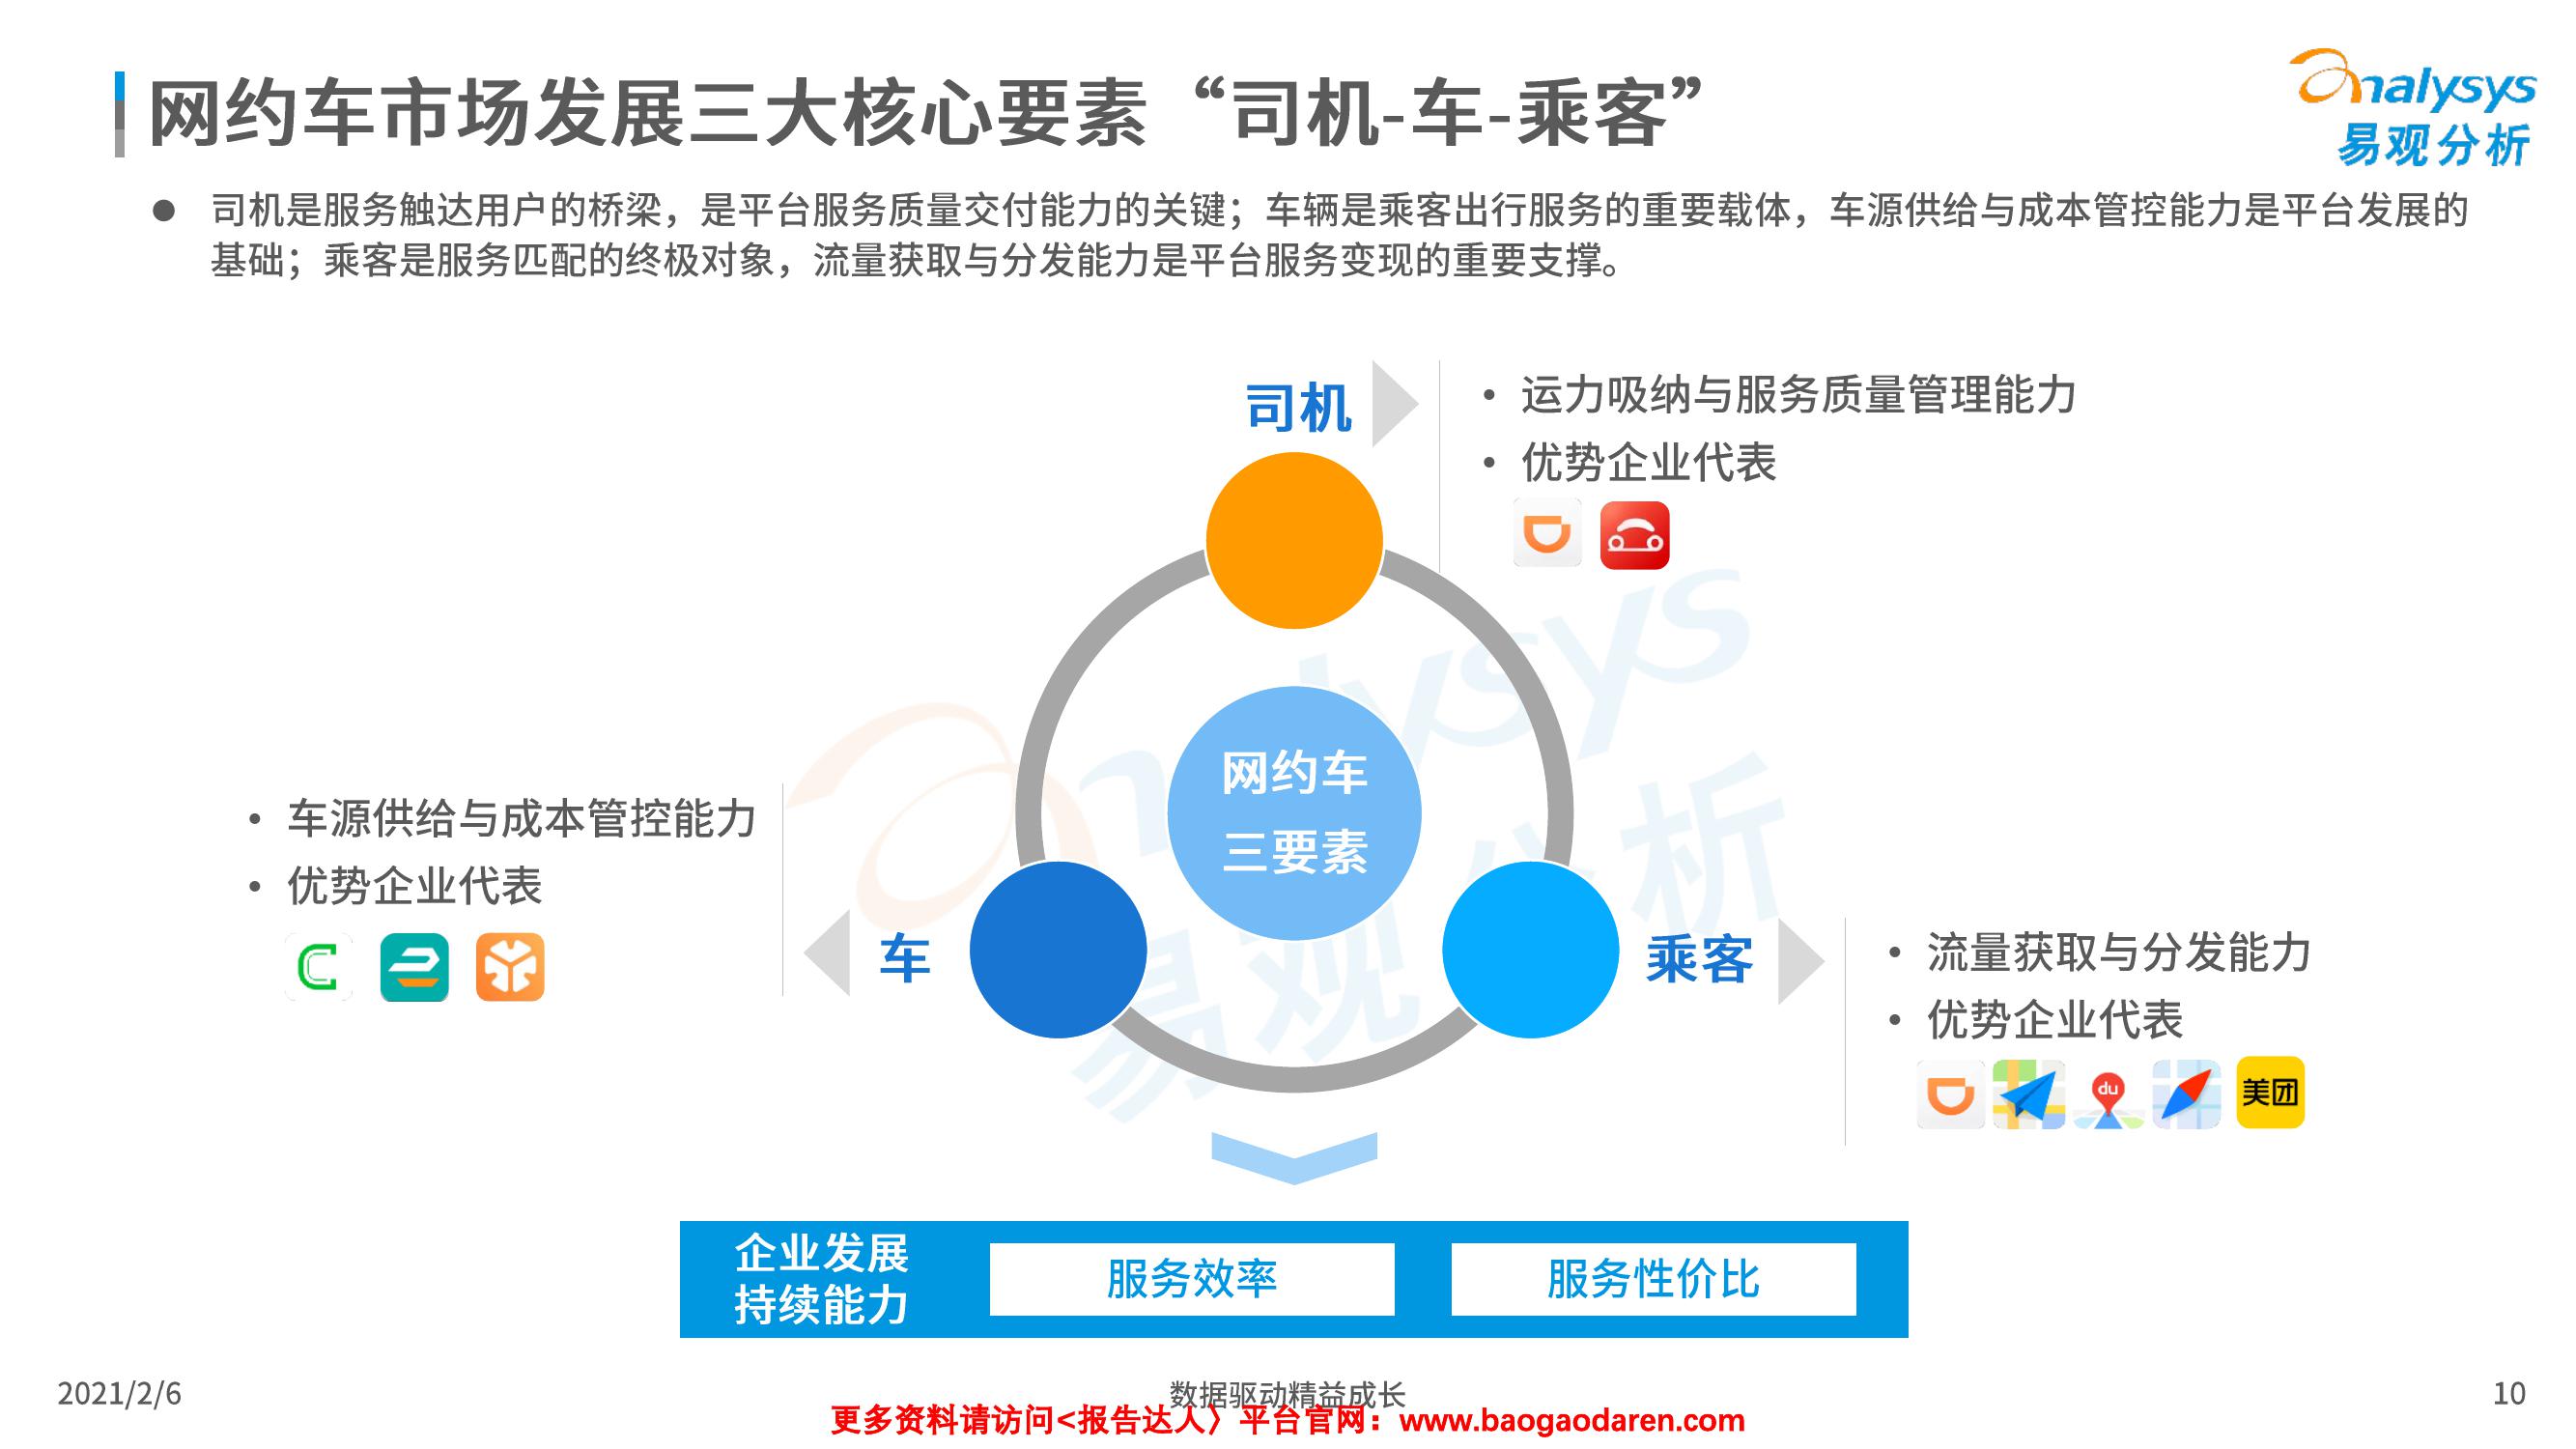 网约车市场发展三大核心要素“司机-车-乘客”
analysys
易观分析
● 司机是服务触达用户的桥梁，是平台服务质量交付能力的关键；车辆是乘客出行服务的重要载体，车源供给与成本管控能力是平台发展的
基础；乘客是服务匹配的终极对象，流量获取与分发能力是平台服务变现的重要支撑。
司机
• 运力吸纳与服务质量管理能力
• 优势企业代表
网约车
三要素
• 车源供给与成本管控能力
• 优势企业代表
车
乘客
• 流量获取与分发能力
• 优势企业代表
du
美团
analysys
易观分析
企业发展
持续能力
服务效率
服务性价比
2021/2/6
数据驱动精益成长
10
更多资料请访问<报告达人〉平台官网：www.baogaodaren.com